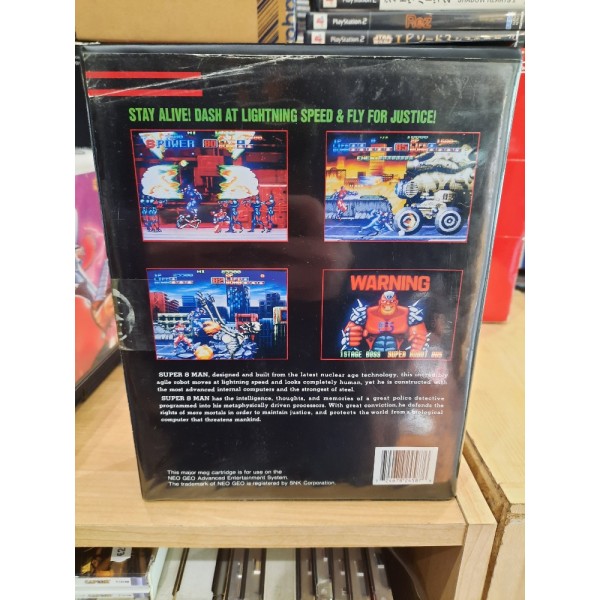 PlayStation 2
PlayStation 2
STAY ALIVE! DASH AT LIGHTNING SPEED & FLY FOR JUSTICE!
POWER
WARNING
STAGE BOSS
SUPER 8 MAN, designed and built from the latest nuclear age technology, this incredibly
agile robot moves at lightning speed and looks completely human, yet he is constructed with
the most advanced internal computers and the strongest of steel.
SUPER 8 MAN has the intelligence, thoughts, and memories of a great police detective
programmed into his metaphysically driven processors. With great conviction, he defends the
rights of mere mortals in order to maintain justice, and protects the world from a biological
computer that threatens mankind.
This major meg cartridge is for use on the
NEO GEO Advanced Entertainment System.
The trademark of NEO GEO is registered by SNK Corporation.